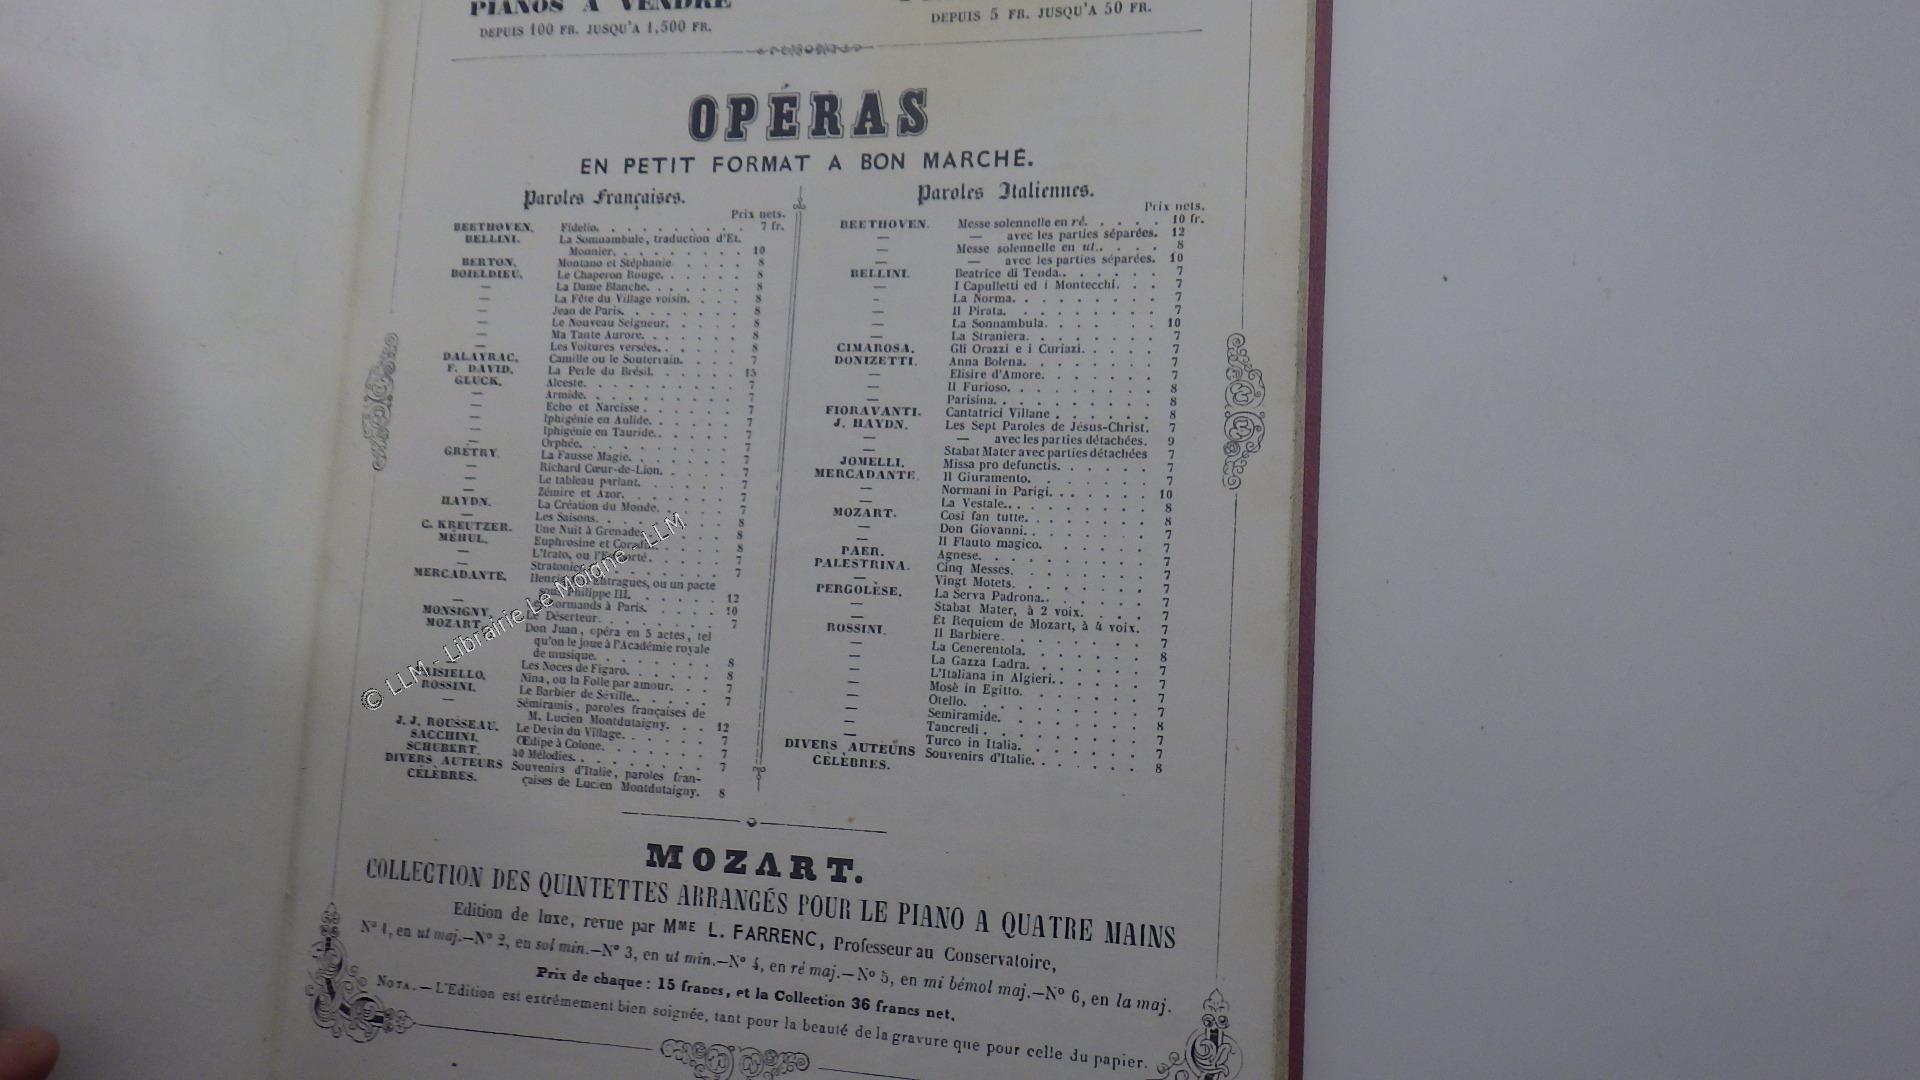 PIANOS A VENDRE
DEPUIS 100 FR. JUSQU'A 1,500 FR.
DEPUIS 5 FR. JUSQU'A 50 FR.
OPÉRAS
EN PETIT FORMAT A BON MARCHÉ.
Paroles Françaises.
Prix nets.
BEETHOVEN. Fidelio. 7 fr.
BELLINI. La Somnambule, traduction d'Et.
Monnier. 10
BERTON. Montano et Stéphanie 8
BOIELDIEU. Le Chaperon Rouge. 8
— La Dame Blanche. 8
— La Fête du Village voisin. 8
— Jean de Paris. 8
— Le Nouveau Seigneur. 8
— Ma Tante Aurore. 8
— Les Voitures versées. 8
DALAYRAC. Camille ou le Souterrain. 7
F. DAVID. La Perle du Brésil. 15
GLUCK. Alceste. 7
— Armide. 7
— Echo et Narcisse. 7
— Iphigénie en Aulide. 7
— Iphigénie en Tauride. 7
— Orphée. 7
GRÉTRY. La Fausse Magie. 7
— Richard Cœur-de-Lion. 7
— Le tableau parlant. 7
— Zémire et Azor. 7
HAYDN. La Création du Monde. 7
— Les Saisons. 8
C. KREUTZER. Une Nuit à Grenade. 8
MÉHUL. Euphrosine et 8
— L'Irato, ou 7
— Stratonice 7
MERCADANTE. ou un pacte
Philippe III. 12
— Normands à Paris. 10
MONSIGNY. Le Déserteur. 7
MOZART. Don Juan, opéra en 5 actes, tel
qu'on le joue à l'Académie royale
de musique. 8
— Les Noces de Figaro. 8
PAISIELLO. Nina, ou la Folle par amour. 7
ROSSINI. Le Barbier de Séville. 7
— Sémiramis, paroles françaises de
M. Lucien Montdutaigny. 12
J. J. ROUSSEAU. Le Devin du Village. 7
SACCHINI. Œdipe à Colone. 7
SCHUBERT. 40 Mélodies. 7
DIVERS AUTEURS Souvenirs d'Italie, paroles fran-
CÉLÈBRES. çaises de Lucien Montdutaigny. 8
Paroles Italiennes.
Prix nets.
BEETHOVEN. Messe solennelle en ré. 10 fr.
— — avec les parties séparées. 12
— Messe solennelle en ut. 8
— — avec les parties séparées. 10
BELLINI. Beatrice di Tenda. 7
— I Capulletti ed i Montecchi. 7
— La Norma. 7
— Il Pirata. 7
— La Sonnambula. 10
— La Straniera. 7
CIMAROSA. Gli Orazzi e i Curiazi. 7
DONIZETTI. Anna Bolena. 7
— Elisire d'Amore. 7
— Il Furioso. 8
— Parisina. 8
FIORAVANTI. Cantatrici Villane 8
J. HAYDN. Les Sept Paroles de Jésus-Christ. 7
— — avec les parties détachées. 9
— Stabat Mater avec parties détachées 7
JOMELLI. Missa pro defunctis. 7
MERCADANTE. Il Giuramento. 7
— Normani in Parigi. 10
— La Vestale. 8
MOZART. Cosi fan tutte. 8
— Don Giovanni. 7
— Il Flauto magico. 7
PAER. Agnese. 7
PALESTRINA. Cinq Messes. 7
— Vingt Motets. 7
PERGOLÈSE. La Serva Padrona. 7
— Stabat Mater, à 2 voix. 7
— Et Requiem de Mozart, à 4 voix. 7
ROSSINI. Il Barbiere. 7
— La Cenerentola. 8
— La Gazza Ladra. 7
— L'Italiana in Algieri. 7
— Mosè in Egitto. 7
— Otello. 7
— Semiramide. 8
— Tancredi. 7
— Turco in Italia. 7
DIVERS AUTEURS Souvenirs d'Italie. 8
CÉLÈBRES.
MOZART.
COLLECTION DES QUINTETTES ARRANGÉS POUR LE PIANO A QUATRE MAINS
Edition de luxe, revue par MME L. FARRENC, Professeur au Conservatoire,
N° 1, en ut maj.—N° 2, en sol min.—N° 3, en ut min.—N° 4, en ré maj.—N° 5, en mi bémol maj.—N° 6, en la maj.
Prix de chaque: 15 francs, et la Collection 36 francs net.
NOTA.—L'Edition est extrêmement bien soignée, tant pour la beauté de la gravure que pour celle du papier.
© LLM - Librairie Le Moigne - LLM